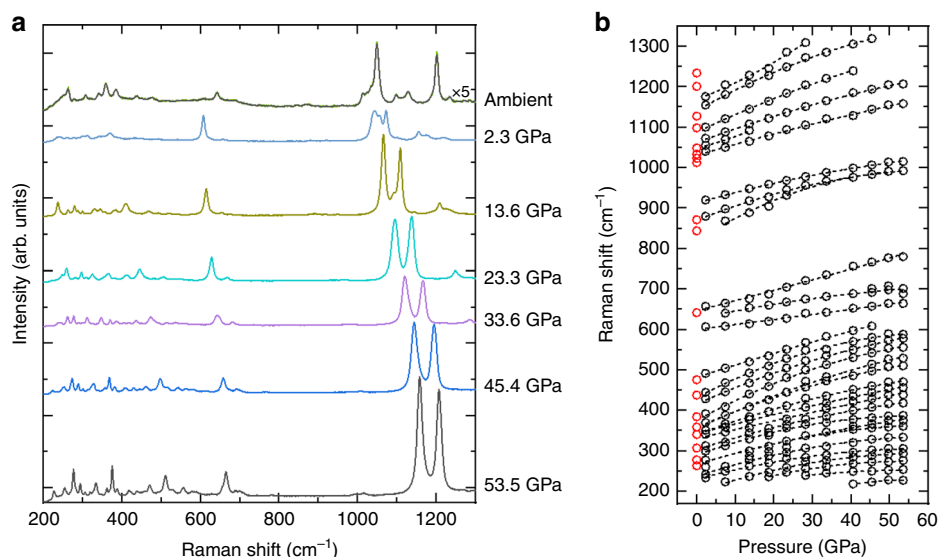 a
Intensity (arb. units)
×5
Ambient
2.3 GPa
13.6 GPa
23.3 GPa
33.6 GPa
45.4 GPa
53.5 GPa
200 400 600 800 1000 1200
Raman shift (cm⁻¹)
b
Raman shift (cm⁻¹)
1300
1200
1100
1000
900
800
700
600
500
400
300
200
0 10 20 30 40 50 60
Pressure (GPa)